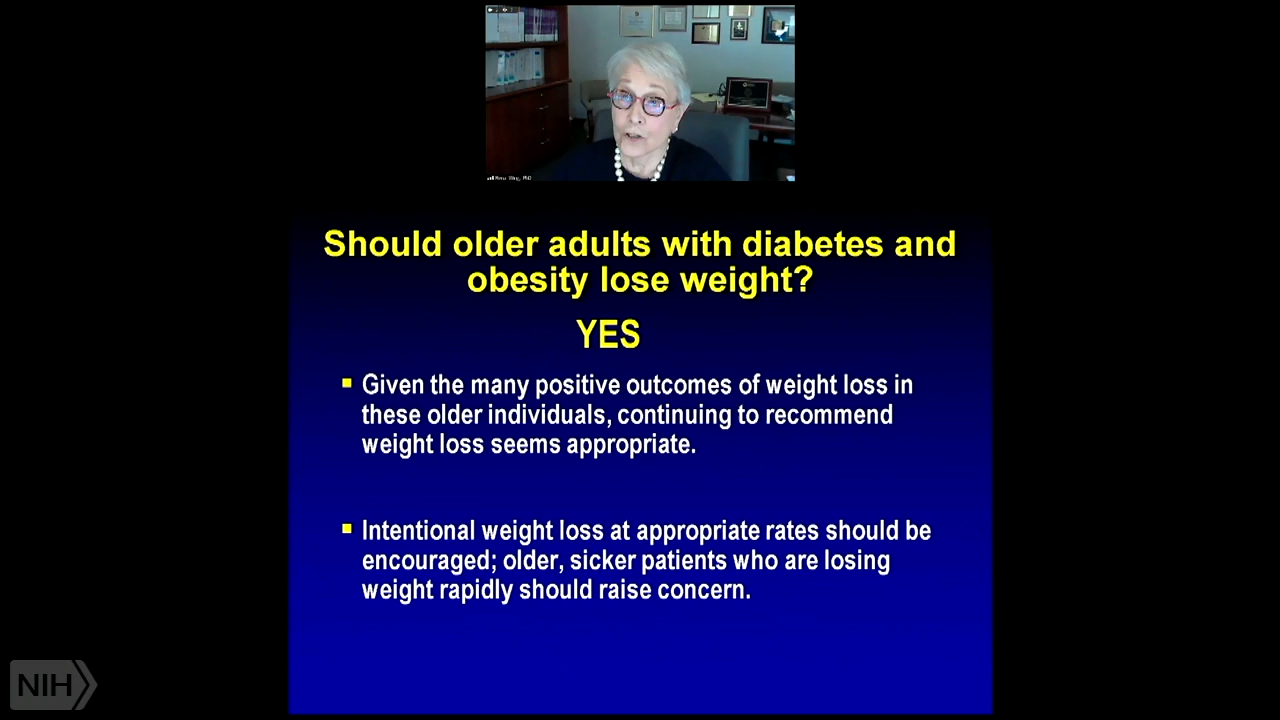 Should older adults with diabetes and
obesity lose weight?
YES
Given the many positive outcomes of weight loss in
these older individuals, continuing to recommend
weight loss seems appropriate.
Intentional weight loss at appropriate rates should be
encouraged; older, sicker patients who are losing
weight rapidly should raise concern.
NIH